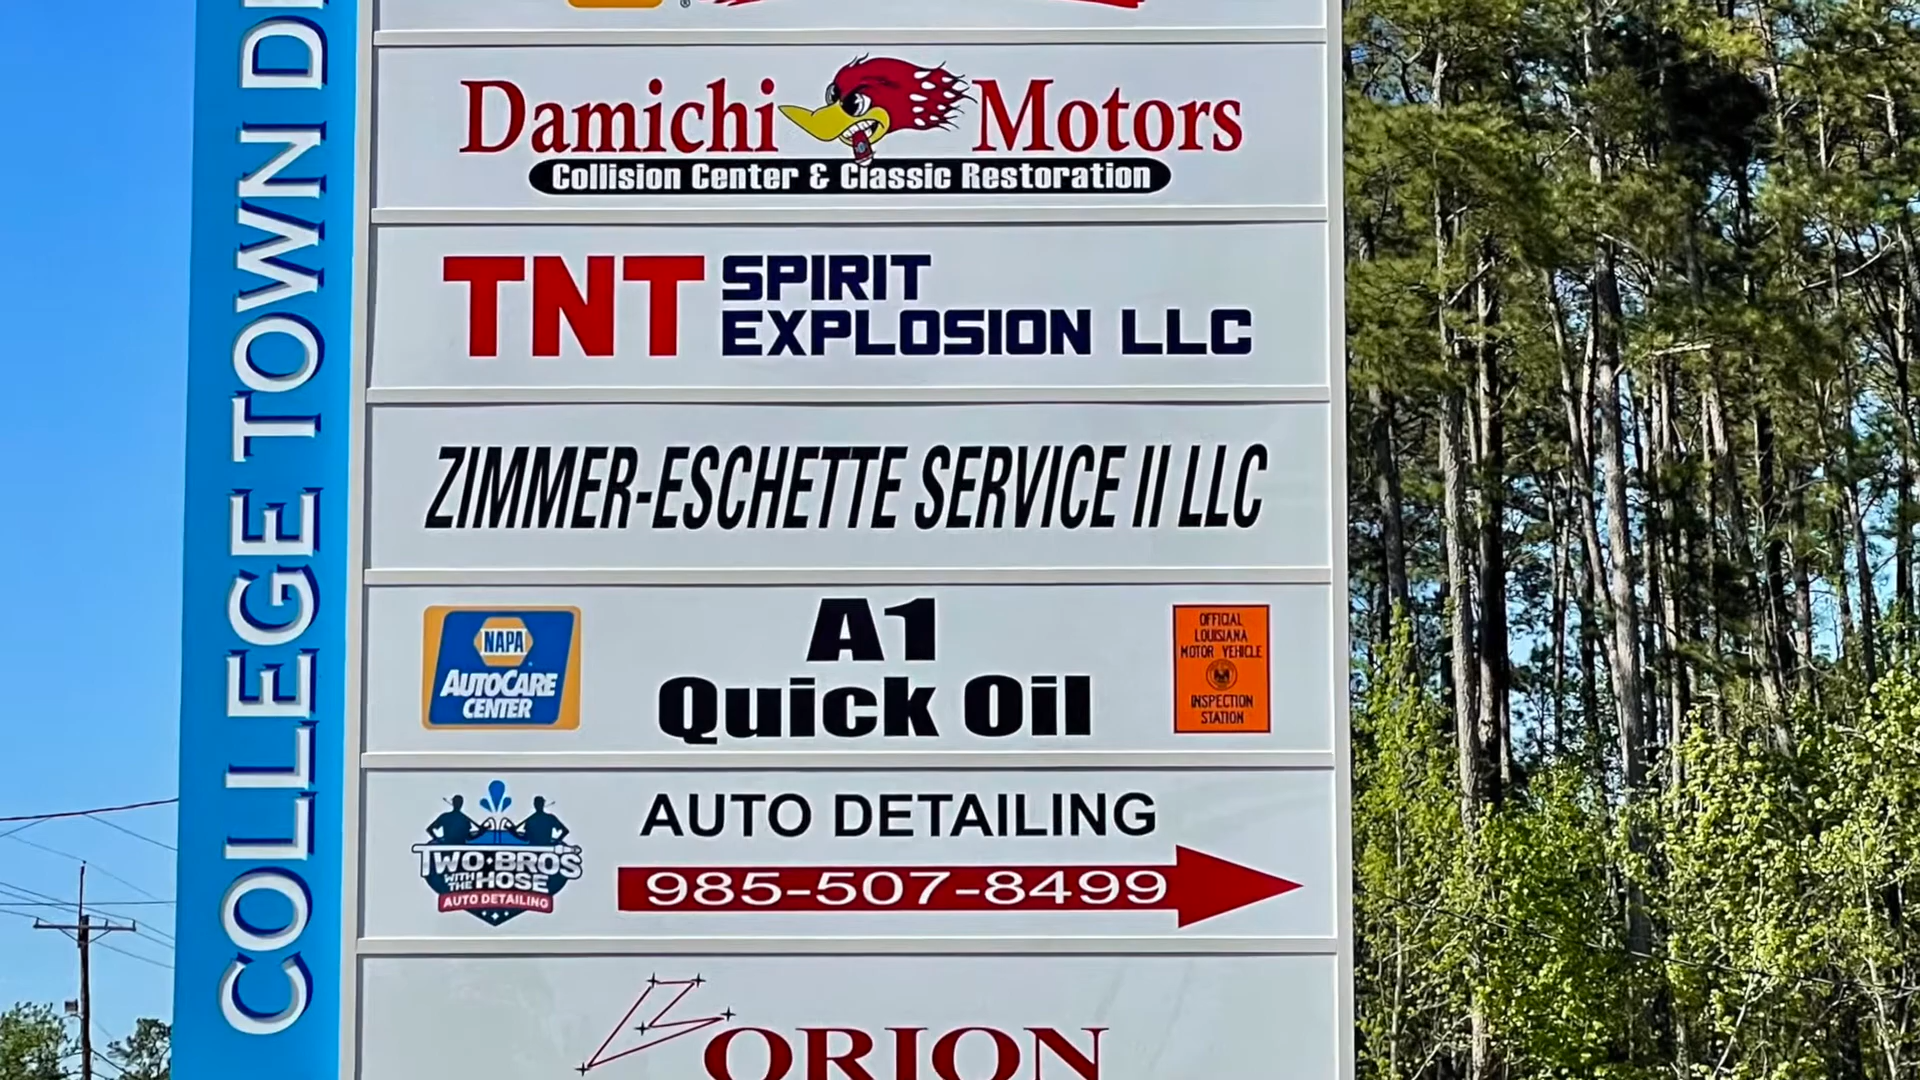 COLLEGE TOWN
Damichi Motors
Collision Center & Classic Restoration
TNT SPIRIT
EXPLOSION LLC
ZIMMER-ESCHETTE SERVICE II LLC
NAPA
AUTOCARE
CENTER
A1
Quick Oil
OFFICIAL
LOUISIANA
MOTOR VEHICLE
INSPECTION
STATION
TWO BRO'S
WITH THE HOSE
AUTO DETAILING
AUTO DETAILING
985-507-8499
ORION